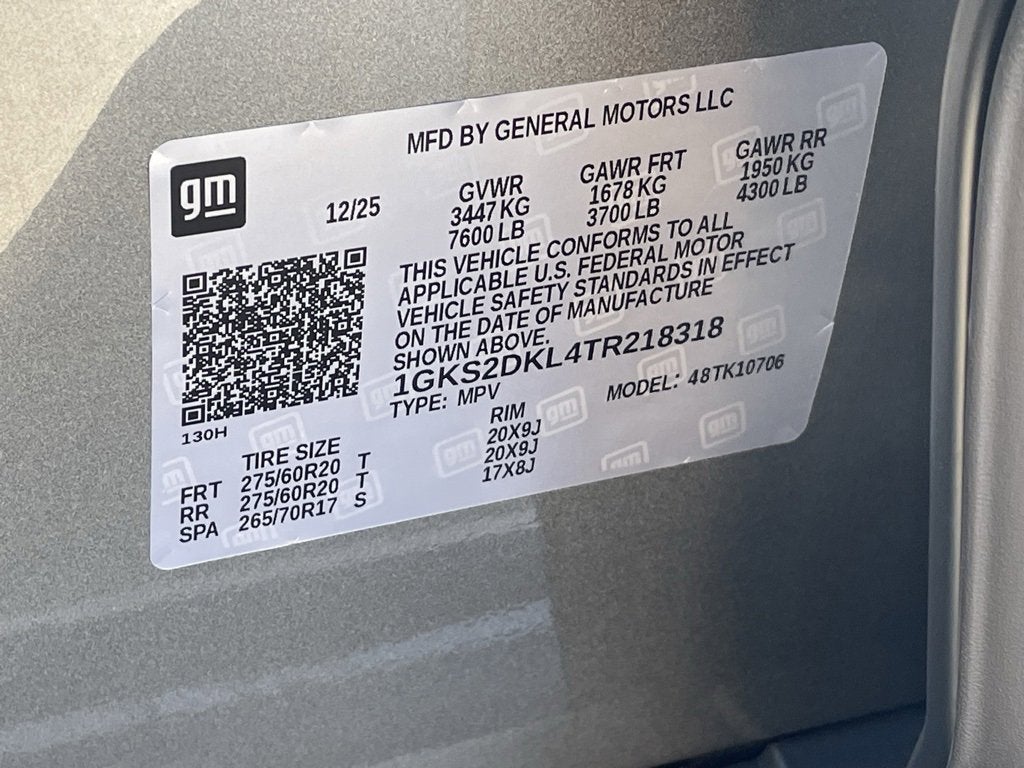 MFD BY GENERAL MOTORS LLC
gm
12/25
GVWR
3447 KG
7600 LB
GAWR FRT
1678 KG
3700 LB
GAWR RR
1950 KG
4300 LB
THIS VEHICLE CONFORMS TO ALL
APPLICABLE U.S. FEDERAL MOTOR
VEHICLE SAFETY STANDARDS IN EFFECT
ON THE DATE OF MANUFACTURE
SHOWN ABOVE.
1GKS2DKL4TR218318
TYPE: MPV
MODEL: 48TK10706
130H
TIRE SIZE
RIM
FRT 275/60R20 T 20X9J
RR 275/60R20 T 20X9J
SPA 265/70R17 S 17X8J